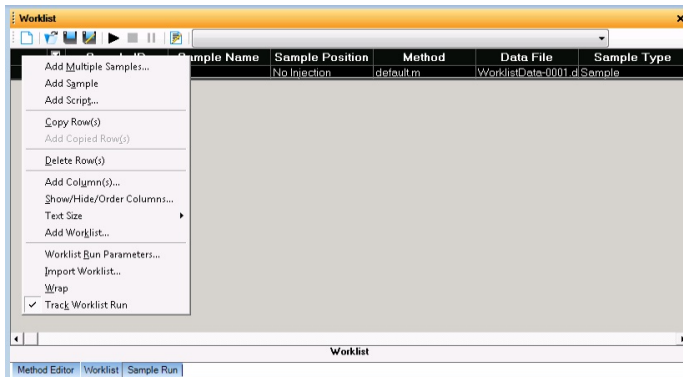 Worklist
Sample Name Sample Position Method Data File Sample Type
No Injection default.m WorklistData-0001.d Sample
Add Multiple Samples...
Add Sample
Add Script...
Copy Row(s)
Add Copied Row(s)
Delete Row(s)
Add Column(s)...
Show/Hide/Order Columns...
Text Size
Add Worklist...
Worklist Run Parameters...
Import Worklist...
Wrap
Track Worklist Run
Worklist
Method Editor Worklist Sample Run